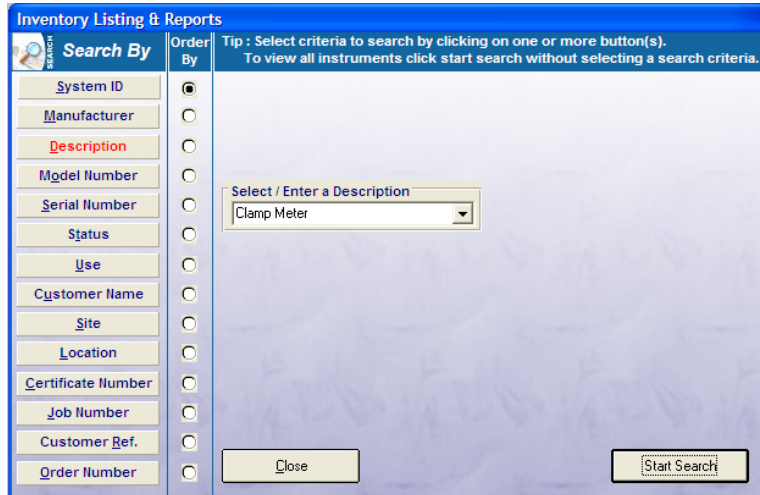 Inventory Listing & Reports
SEARCH
Search By
Order
By
Tip : Select criteria to search by clicking on one or more button(s).
To view all instruments click start search without selecting a search criteria.
System ID
Manufacturer
Description
Model Number
Serial Number
Status
Use
Customer Name
Site
Location
Certificate Number
Job Number
Customer Ref.
Order Number
Select / Enter a Description
Clamp Meter
Close
Start Search